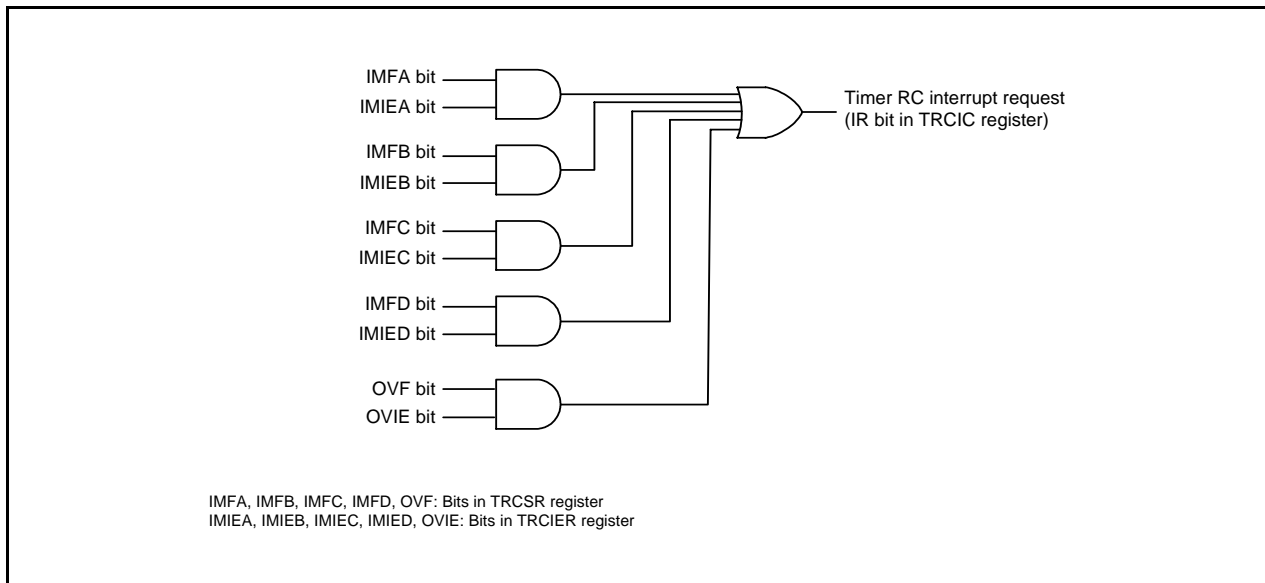 IMFA bit
IMIEA bit
Timer RC interrupt request
(IR bit in TRCIC register)
IMFB bit
IMIEB bit
IMFC bit
IMIEC bit
IMFD bit
IMIED bit
OVF bit
OVIE bit
IMFA, IMFB, IMFC, IMFD, OVF: Bits in TRCSR register
IMIEA, IMIEB, IMIEC, IMIED, OVIE: Bits in TRCIER register